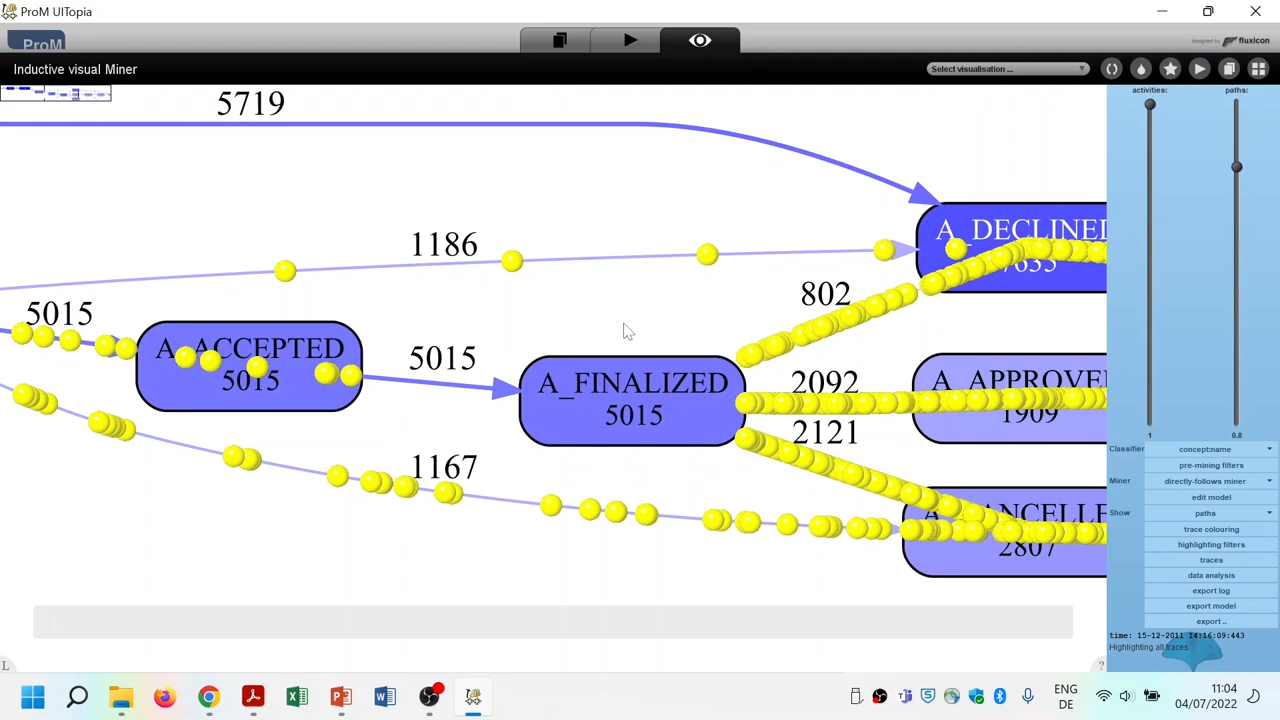 ProM UITopia
ProM
designed by fluxicon
Inductive visual Miner
Select visualisation ...
activities:
paths:
5719
A_DECLINED
7635
1186
802
5015
A_ACCEPTED
5015
5015
A_FINALIZED
5015
2092
A_APPROVE
1909
2121
1167
A_CANCELLE
2807
1
0.8
Classifier
concept:name
pre-mining filters
Miner
directly-follows miner
edit model
Show
paths
trace colouring
highlighting filters
traces
data analysis
export log
export model
export ..
time: 15-12-2011 14:16:09:443
Highlighting all traces.
L
?
ENG
DE
11:04
04/07/2022